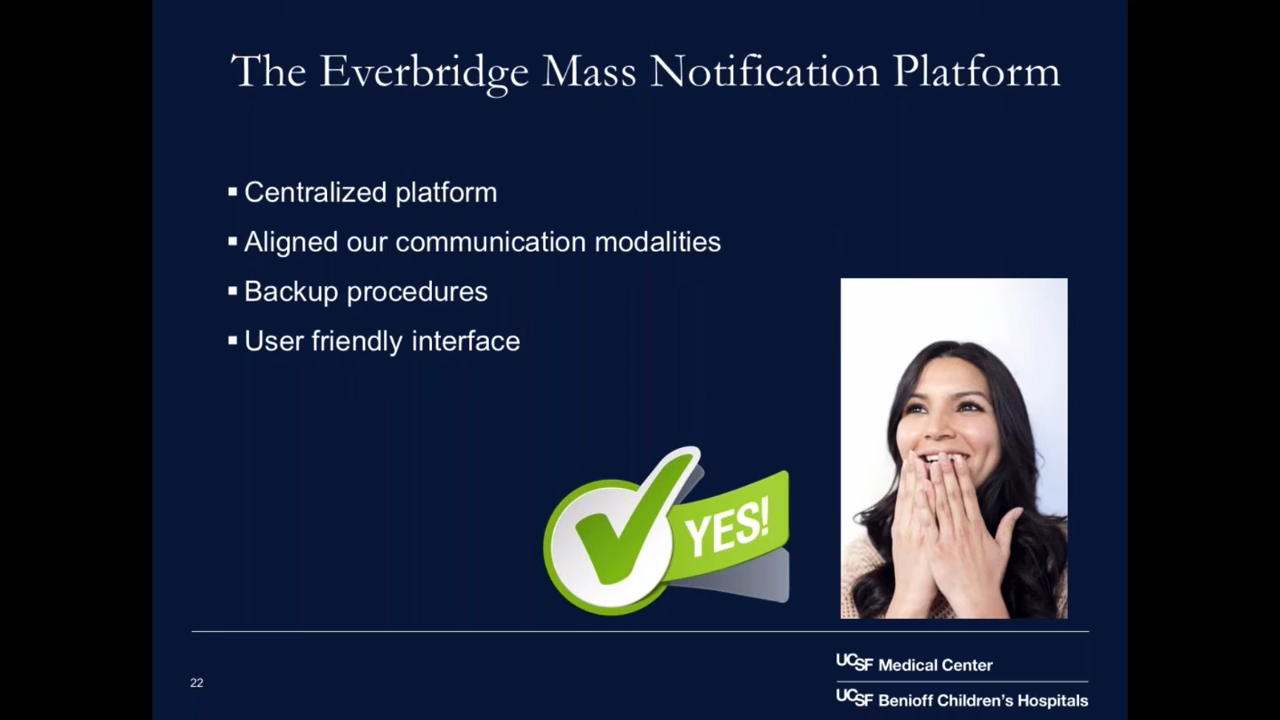 The Everbridge Mass Notification Platform
▪ Centralized platform
▪ Aligned our communication modalities
▪ Backup procedures
▪ User friendly interface
YES!
22
UCSF Medical Center
UCSF Benioff Children's Hospitals